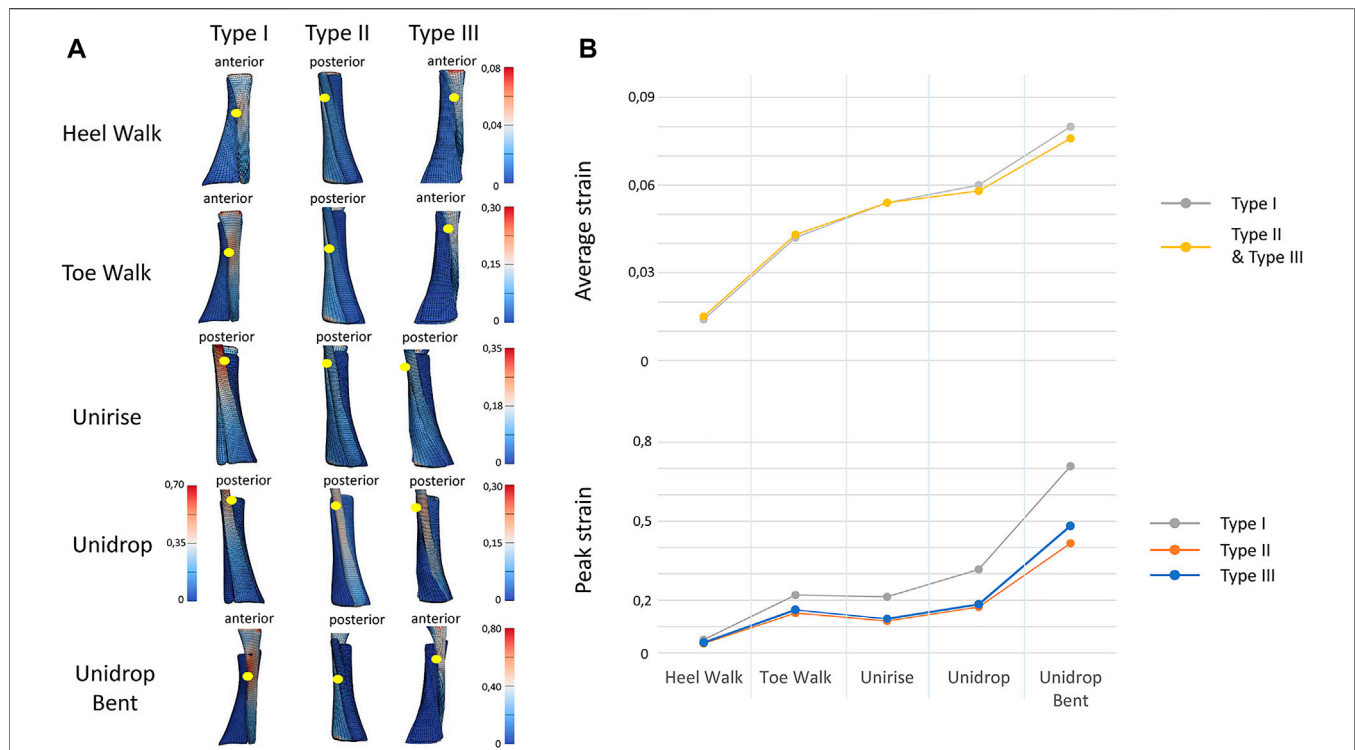 A
Type I
Type II
Type III
anterior
posterior
anterior
Heel Walk
0,08
0,04
0
anterior
posterior
anterior
Toe Walk
0,30
0,15
0
posterior
posterior
posterior
Unirise
0,35
0,18
0
posterior
posterior
posterior
Unidrop
0,70
0,35
0
0,30
0,15
0
anterior
posterior
anterior
Unidrop
Bent
0,80
0,40
0
B
Average strain
0,09
0,06
0,03
0
Type I
Type II
& Type III
Peak strain
0,8
0,5
0,2
0
Type I
Type II
Type III
Heel Walk
Toe Walk
Unirise
Unidrop
Unidrop
Bent